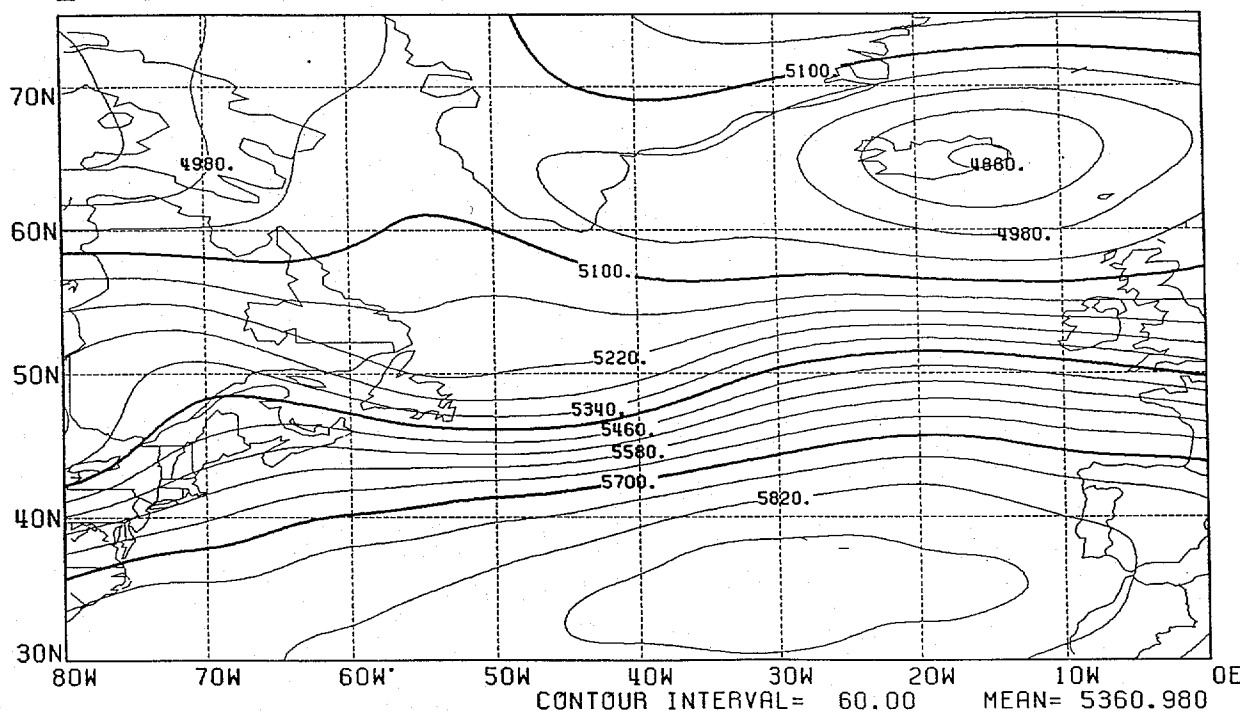 5100.
70N
4980.
4860.
60N
4980.
5100.
5220.
50N
5340.
5460.
5580.
5700.
5820.
40N
30N
80W 70W 60W 50W 40W 30W 20W 10W 0E
CONTOUR INTERVAL= 60.00 MEAN= 5360.980